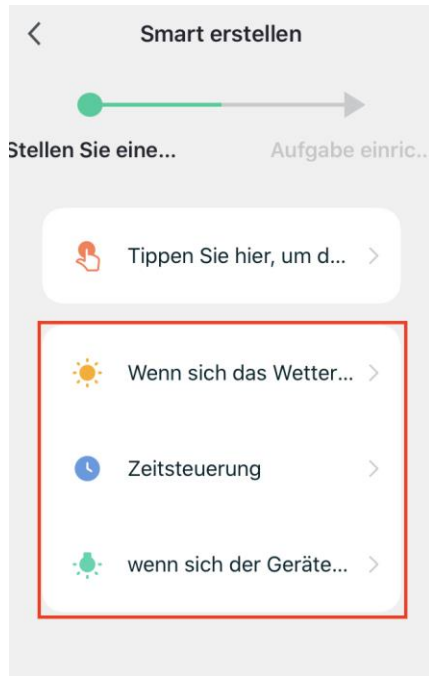 Smart erstellen
Stellen Sie eine... Aufgabe einric..
Tippen Sie hier, um d...
Wenn sich das Wetter...
Zeitsteuerung
wenn sich der Geräte...